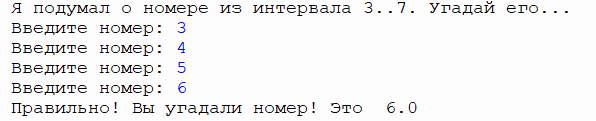 Я подумал о номере из интервала 3..7. Угадай его...
Введите номер: 3
Введите номер: 4
Введите номер: 5
Введите номер: 6
Правильно! Вы угадали номер! Это  6.0